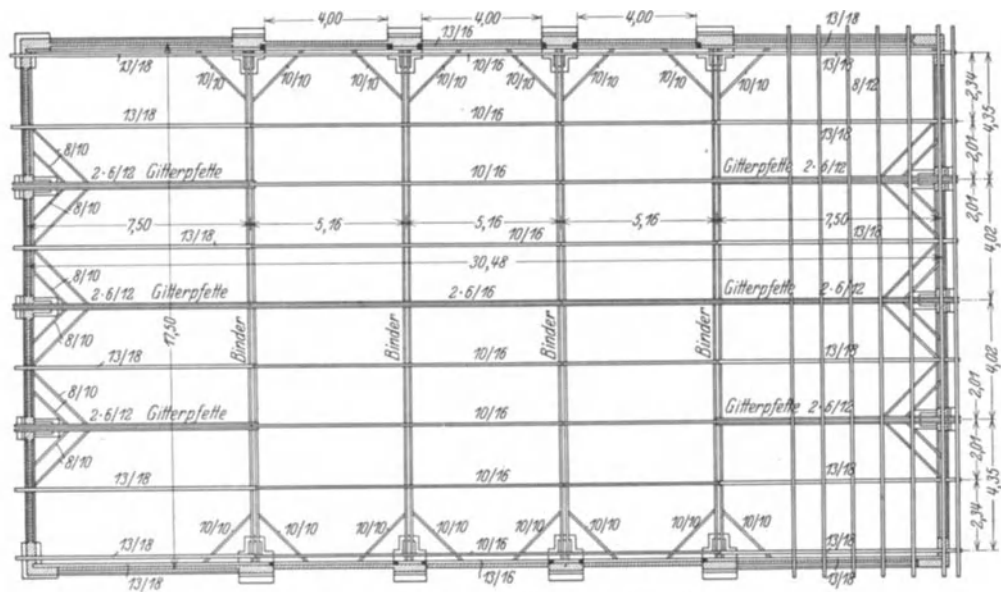 4,00 4,00 4,00
13/18 17,50 13/16 13/18
13/18 10/16 13/18
10/10 10/10 10/10 10/10 10/10 10/10 10/10 10/10 8/12 2,34 4,35
13/18 10/16 13/18
8/10 2,01
2·6/12 Gitterpfette 10/16 Gitterpfette 2·6/12
8/10 2,01
7,50 5,16 5,16 5,16 7,50 4,02
13/18 10/16 13/18
30,48
8/10
2·6/12 Gitterpfette 2·6/16 Gitterpfette 2·6/12
8/10 Binder Binder Binder Binder
13/18 10/16 13/18 4,02
8/10 2,01
2·6/12 Gitterpfette 10/16 Gitterpfette 2·6/12
8/10 2,01
13/18 10/16 13/18 4,35
10/10 10/10 10/10 10/10 10/10 10/10 10/10 10/10 2,34
13/18 10/16 13/18
13/18 13/16 13/18